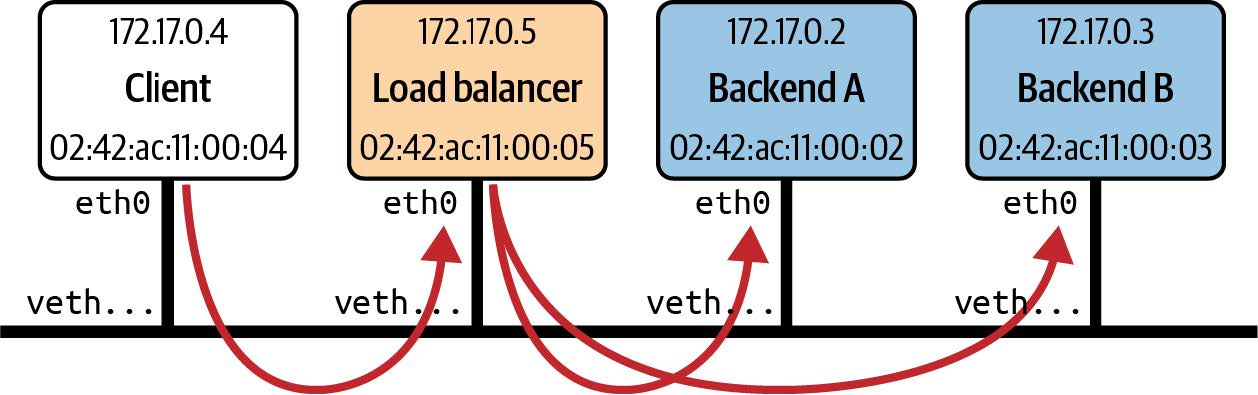 172.17.0.4
Client
02:42:ac:11:00:04
172.17.0.5
Load balancer
02:42:ac:11:00:05
172.17.0.2
Backend A
02:42:ac:11:00:02
172.17.0.3
Backend B
02:42:ac:11:00:03
eth0
eth0
eth0
eth0
veth...
veth...
veth...
veth...